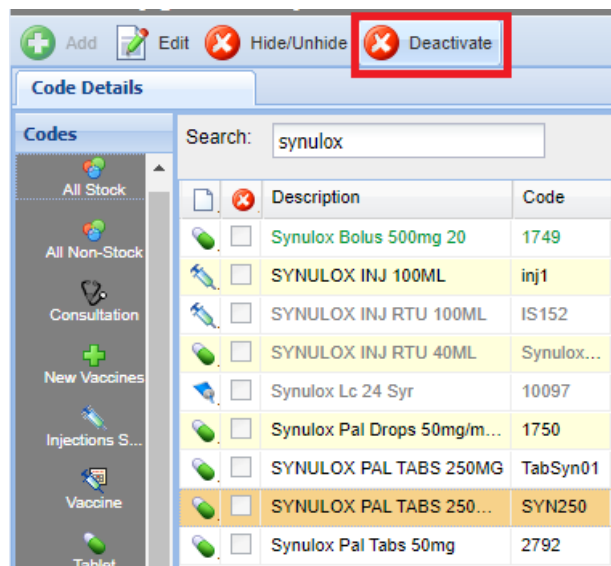 Add Edit Hide/Unhide Deactivate
Code Details
Codes
Search: synulox
All Stock
All Non-Stock
Consultation
New Vaccines
Injections S...
Vaccine
Tablet
Description Code
Synulox Bolus 500mg 20 1749
SYNULOX INJ 100ML inj1
SYNULOX INJ RTU 100ML IS152
SYNULOX INJ RTU 40ML Synulox...
Synulox Lc 24 Syr 10097
Synulox Pal Drops 50mg/m... 1750
SYNULOX PAL TABS 250MG TabSyn01
SYNULOX PAL TABS 250... SYN250
Synulox Pal Tabs 50mg 2792